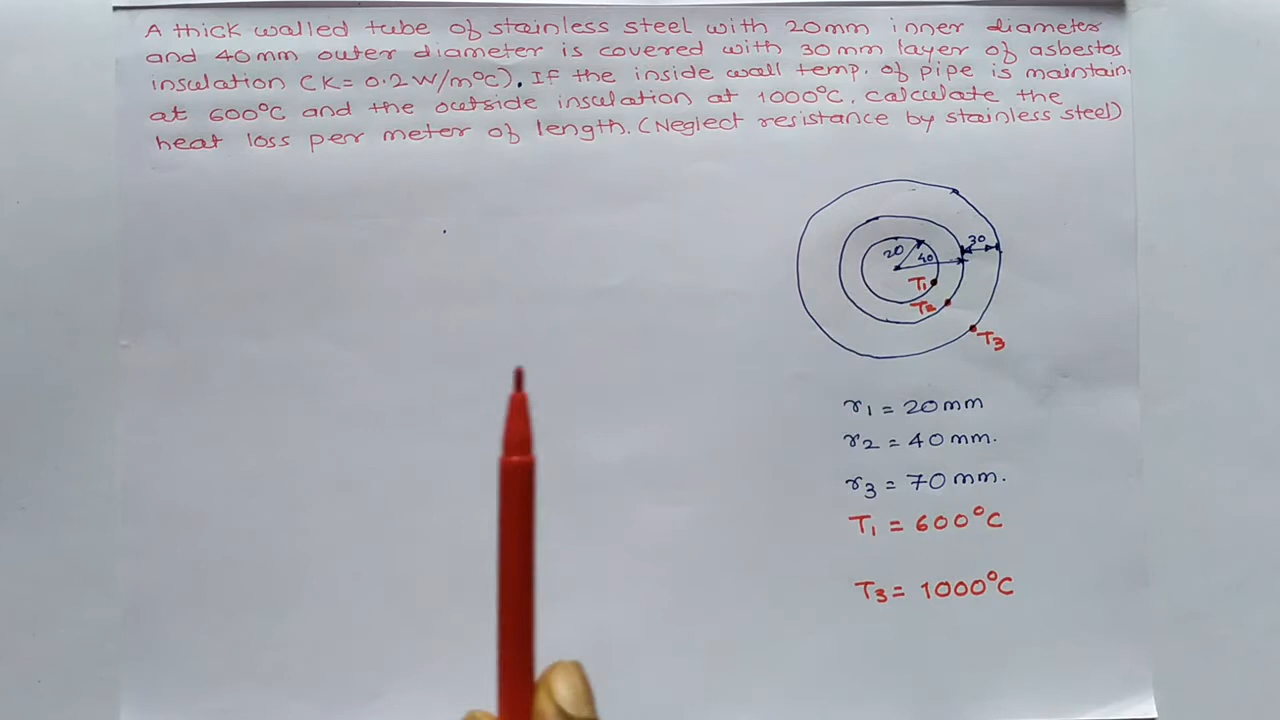 A thick walled tube of stainless steel with 20mm inner diameter
and 40mm outer diameter is covered with 30mm layer of asbestos
insulation (K= 0.2 W/m°C). If the inside wall temp. of pipe is maintain.
at 600°C and the outside insulation at 1000°C. calculate the
heat loss per meter of length. (Neglect resistance by stainless steel)
20
40
30
T1
T2
T3
r1 = 20mm
r2 = 40mm.
r3 = 70mm.
T1 = 600°C
T3 = 1000°C